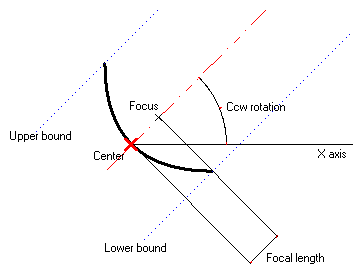 Focus
Ccw rotation
Upper bound
Center
X axis
Lower bound
Focal length